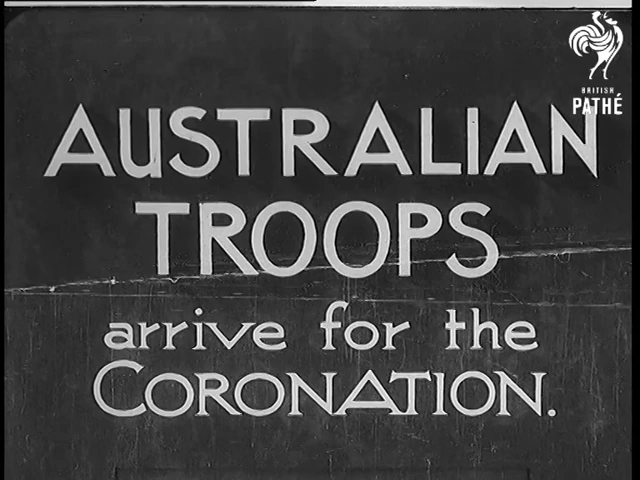 BRITISH
PATHÉ
AUSTRALIAN
TROOPS
arrive for the
CORONATION.